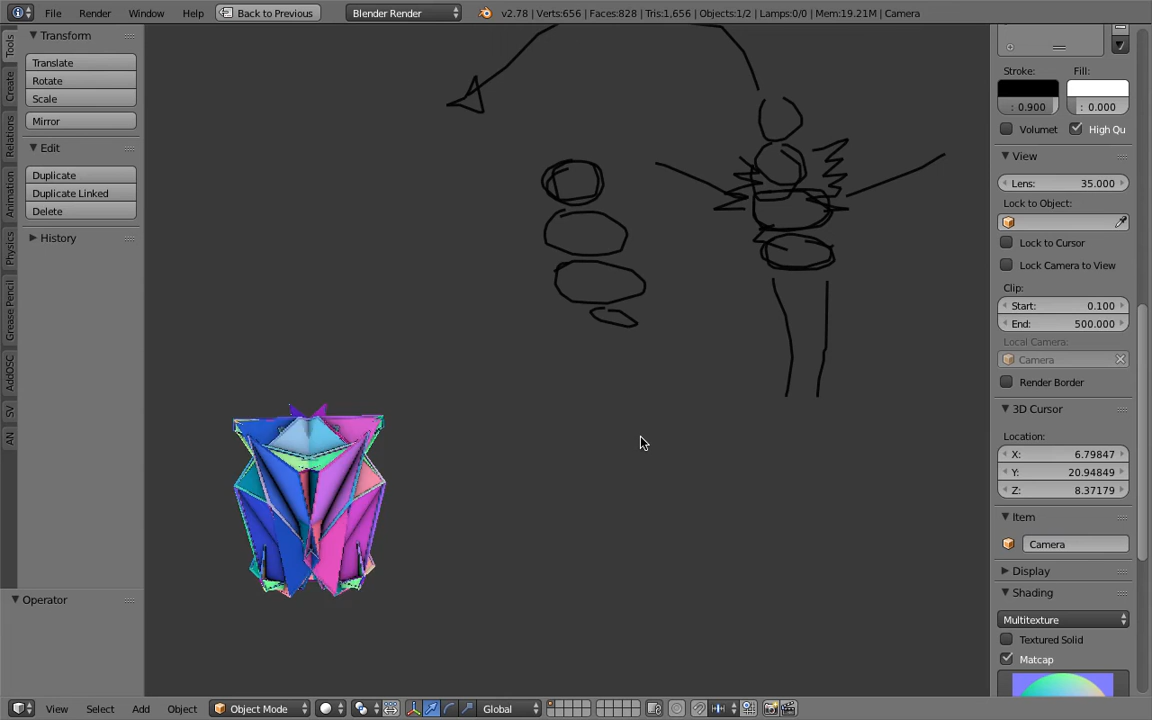 File Render Window Help Back to Previous Blender Render v2.78 | Verts:656 | Faces:828 | Tris:1,656 | Objects:1/2 | Lamps:0/0 | Mem:19.21M | Camera
Tools
Create
Relations
Animation
Physics
Grease Pencil
AddOSC
SV
AN
Transform
Translate
Rotate
Scale
Mirror
Edit
Duplicate
Duplicate Linked
Delete
History
Operator
Stroke: Fill:
: 0.900 : 0.000
Volumet High Qu
View
Lens: 35.000
Lock to Object:
Lock to Cursor
Lock Camera to View
Clip:
Start: 0.100
End: 500.000
Local Camera:
Camera
Render Border
3D Cursor
Location:
X: 6.79847
Y: 20.94849
Z: 8.37179
Item
Camera
Display
Shading
Multitexture
Textured Solid
Matcap
View Select Add Object Object Mode Global